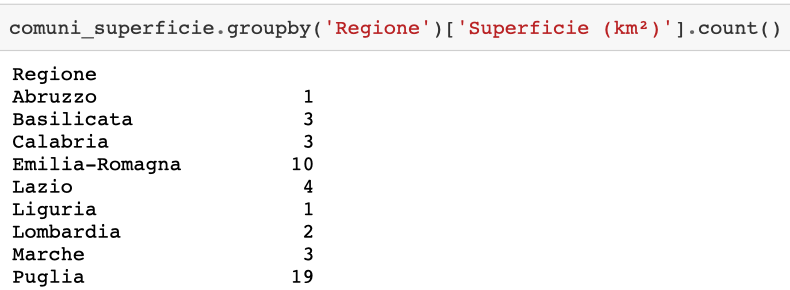 comuni_superficie.groupby('Regione')['Superficie (km²)'].count()
Regione
Abruzzo 1
Basilicata 3
Calabria 3
Emilia-Romagna 10
Lazio 4
Liguria 1
Lombardia 2
Marche 3
Puglia 19